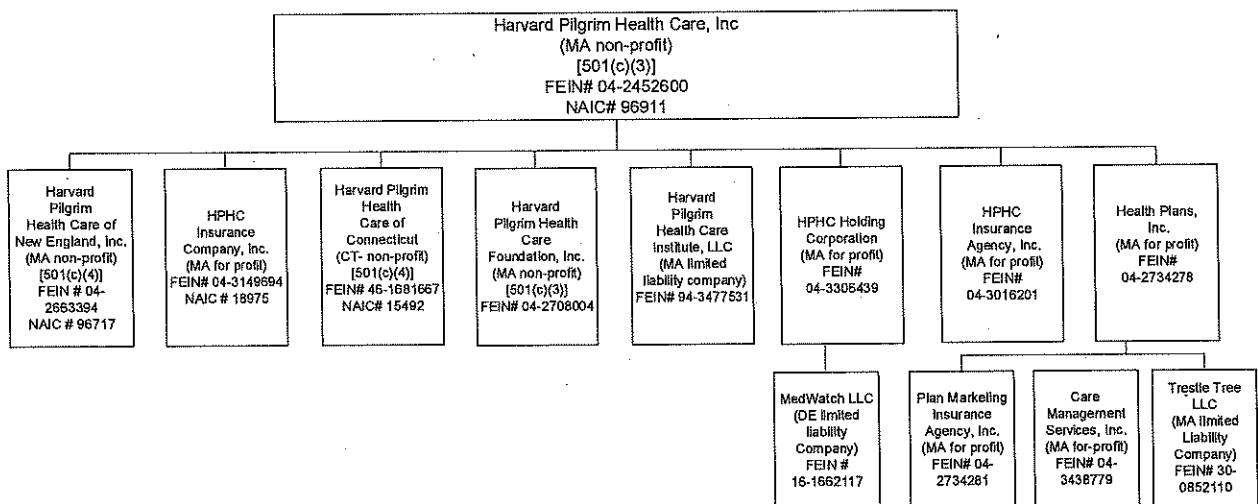 Harvard Pilgrim Health Care, Inc
(MA non-profit)
[501(c)(3)]
FEIN# 04-2452600
NAIC# 96911
Harvard
Pilgrim
Health Care of
New England, Inc.
(MA non-profit)
[501(c)(4)]
FEIN # 04-
2663394
NAIC # 96717
HPHC
Insurance
Company, Inc.
(MA for profit)
FEIN# 04-3149694
NAIC # 18975
Harvard Pilgrim
Health
Care of
Connecticut
(CT- non-profit)
[501(c)(4)]
FEIN# 46-1681667
NAIC# 15492
Harvard
Pilgrim Health
Care
Foundation, Inc.
(MA non-profit)
[501(c)(3)]
FEIN# 04-2708004
Harvard
Pilgrim
Health Care
Institute, LLC
(MA limited
liability company)
FEIN# 94-3477531
HPHC Holding
Corporation
(MA for profit)
FEIN#
04-3306439
HPHC
Insurance
Agency, Inc.
(MA for profit)
FEIN#
04-3016201
Health Plans,
Inc.
(MA for profit)
FEIN#
04-2734278
MedWatch LLC
(DE limited
liability
Company)
FEIN #
16-1662117
Plan Marketing
Insurance
Agency, Inc.
(MA for profit)
FEIN# 04-
2734281
Care
Management
Services, Inc.
(MA for-profit)
FEIN# 04-
3438779
Trestle Tree
LLC
(MA limited
Liability
Company)
FEIN# 30-
0852110